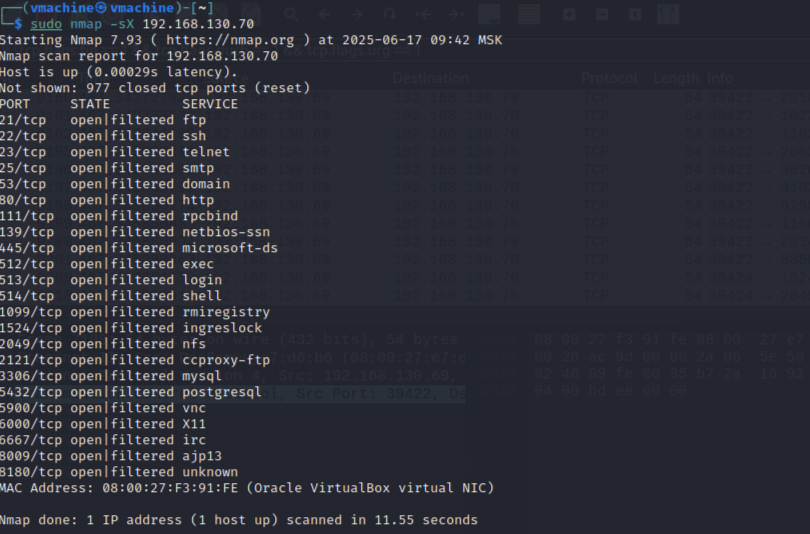 ┌──(vmachine㉿vmachine)-[~]
└─$ sudo nmap -sX 192.168.130.70
Starting Nmap 7.93 ( https://nmap.org ) at 2025-06-17 09:42 MSK
Nmap scan report for 192.168.130.70
Host is up (0.00029s latency).
Destination Protocol Length Info
Not shown: 977 closed tcp ports (reset)
PORT STATE SERVICE
21/tcp open|filtered ftp
22/tcp open|filtered ssh
23/tcp open|filtered telnet
25/tcp open|filtered smtp
53/tcp open|filtered domain
80/tcp open|filtered http
111/tcp open|filtered rpcbind
139/tcp open|filtered netbios-ssn
445/tcp open|filtered microsoft-ds
512/tcp open|filtered exec
513/tcp open|filtered login
514/tcp open|filtered shell
1099/tcp open|filtered rmiregistry
1524/tcp open|filtered ingreslock
2049/tcp open|filtered nfs
2121/tcp open|filtered ccproxy-ftp
3306/tcp open|filtered mysql
5432/tcp open|filtered postgresql
5900/tcp open|filtered vnc
6000/tcp open|filtered X11
6667/tcp open|filtered irc
8009/tcp open|filtered ajp13
8180/tcp open|filtered unknown
MAC Address: 08:00:27:F3:91:FE (Oracle VirtualBox virtual NIC)
Nmap done: 1 IP address (1 host up) scanned in 11.55 seconds